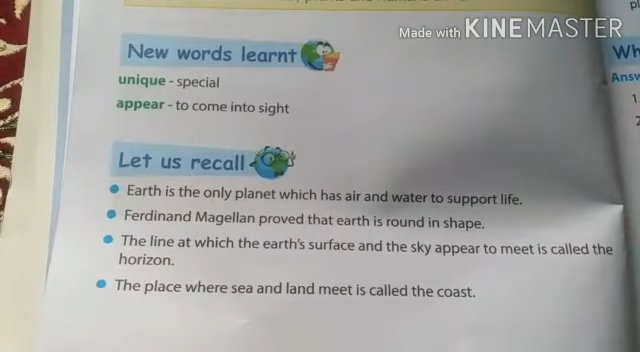 Made with KINEMASTER
New words learnt
unique - special
appear - to come into sight
Let us recall
Earth is the only planet which has air and water to support life.
Ferdinand Magellan proved that earth is round in shape.
The line at which the earth's surface and the sky appear to meet is called the
horizon.
The place where sea and land meet is called the coast.
Wh
Answ
1.
2